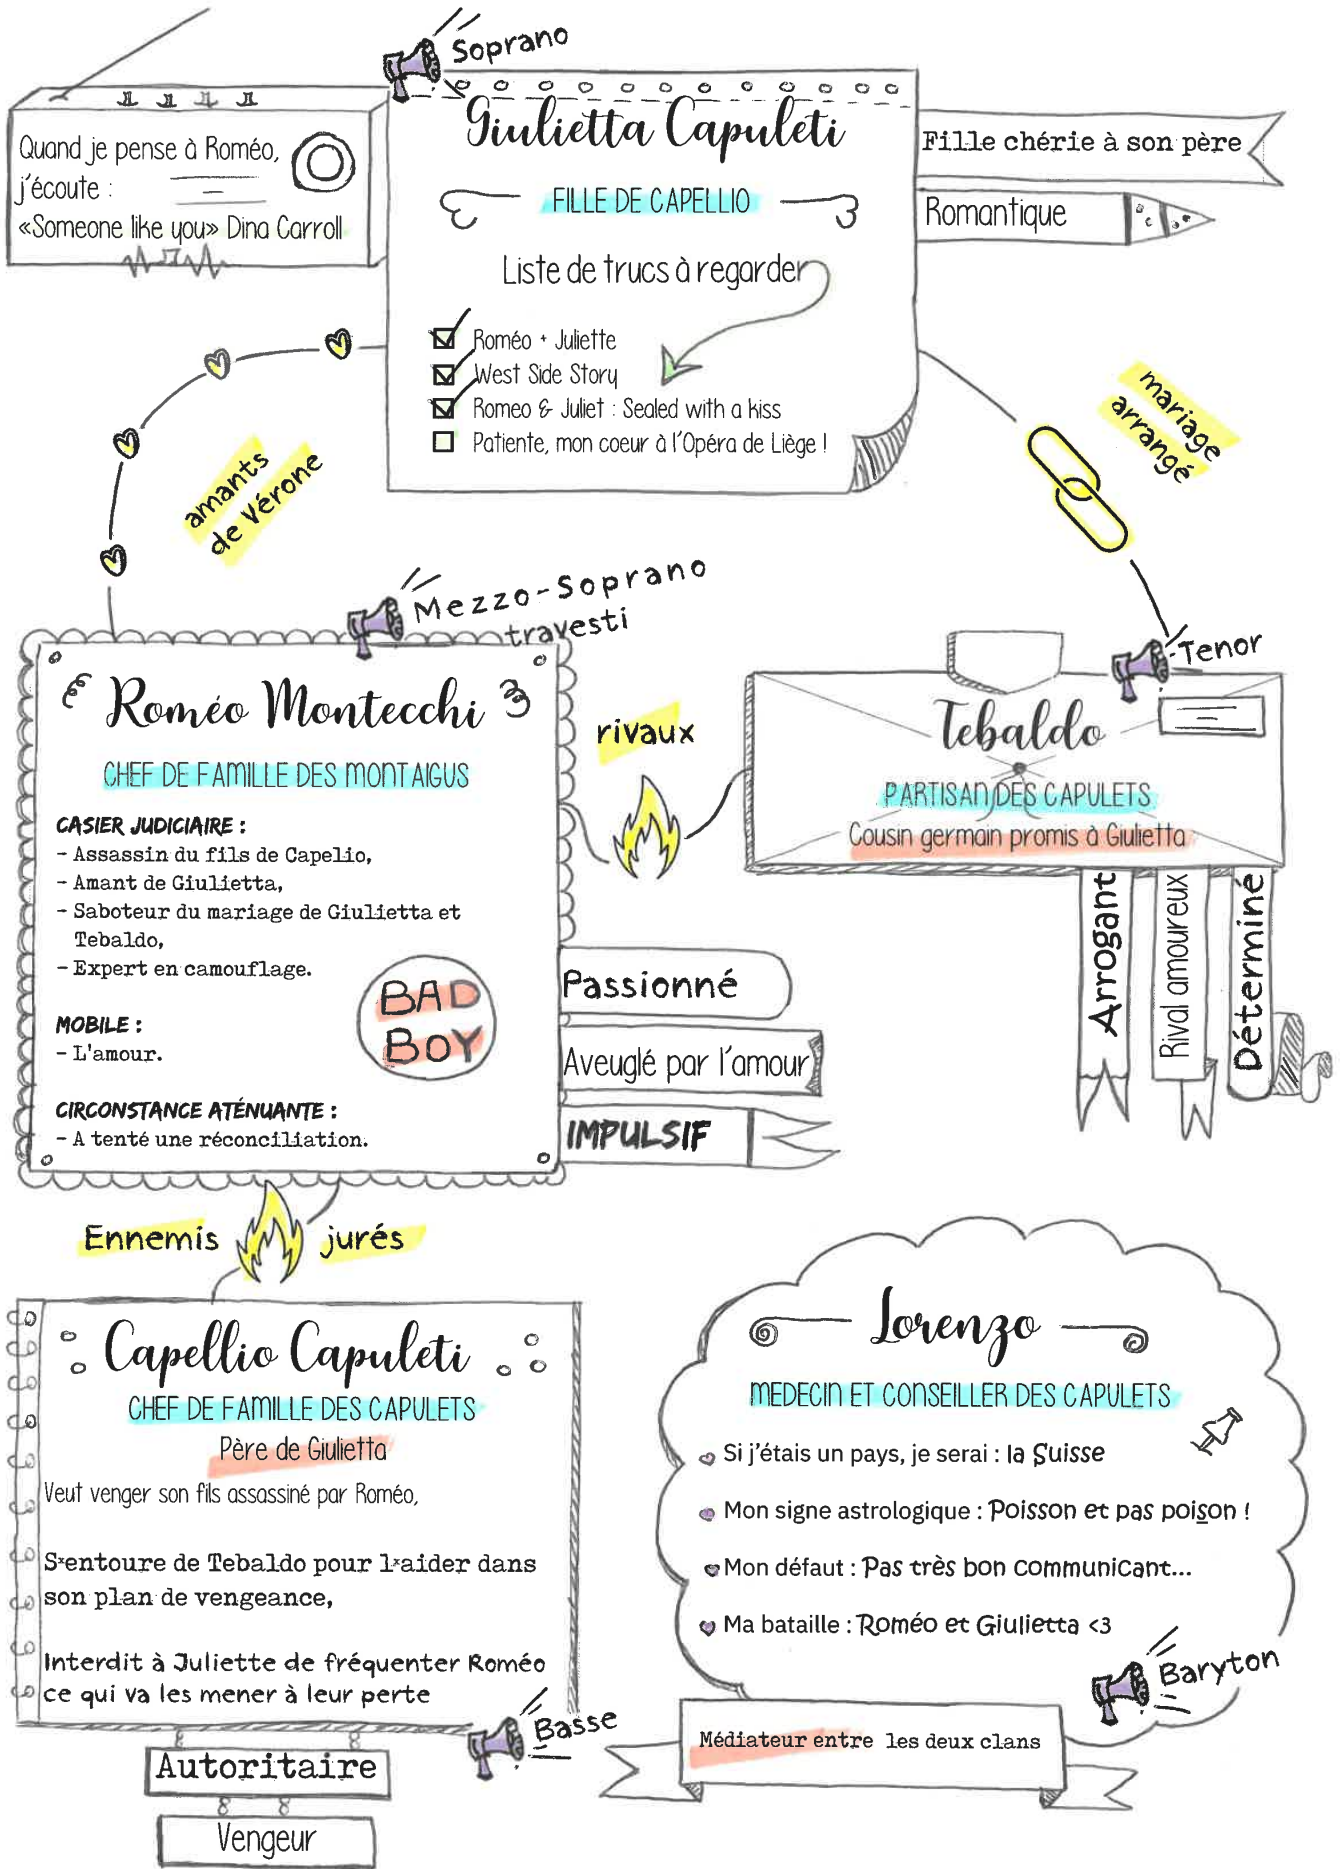 Soprano
Giulietta Capuleti
FILLE DE CAPELLIO
Quand je pense à Roméo,
j'écoute :
«Someone like you» Dina Carroll
Fille chérie à son père
Romantique
Liste de trucs à regarder
Roméo + Juliette
West Side Story
Romeo & Juliet : Sealed with a kiss
Patiente, mon coeur à l'Opéra de Liège !
amants
de Vérone
mariage
arrangé
Mezzo-Soprano
travesti
Roméo Montecchi
CHEF DE FAMILLE DES MONTAIGUS
CASIER JUDICIAIRE :
- Assassin du fils de Capelio,
- Amant de Giulietta,
- Saboteur du mariage de Giulietta et
Tebaldo,
- Expert en camouflage.
BAD
BOY
MOBILE :
- L'amour.
CIRCONSTANCE ATÉNUANTE :
- A tenté une réconciliation.
Passionné
Aveuglé par l'amour
IMPULSIF
rivaux
Tenor
Tebaldo
PARTISAN DES CAPULETS
Cousin germain promis à Giulietta
Arrogant
Rival amoureux
Déterminé
Ennemis jurés
Capellio Capuleti
CHEF DE FAMILLE DES CAPULETS
Père de Giulietta
Veut venger son fils assassiné par Roméo,
S*entoure de Tebaldo pour l*aider dans
son plan de vengeance,
Interdit à Juliette de fréquenter Roméo
ce qui va les mener à leur perte
Basse
Autoritaire
Vengeur
Lorenzo
MEDECIN ET CONSEILLER DES CAPULETS
Si j'étais un pays, je serai : la Suisse
Mon signe astrologique : Poisson et pas poison !
Mon défaut : Pas très bon communicant...
Ma bataille : Roméo et Giulietta <3
Baryton
Médiateur entre les deux clans